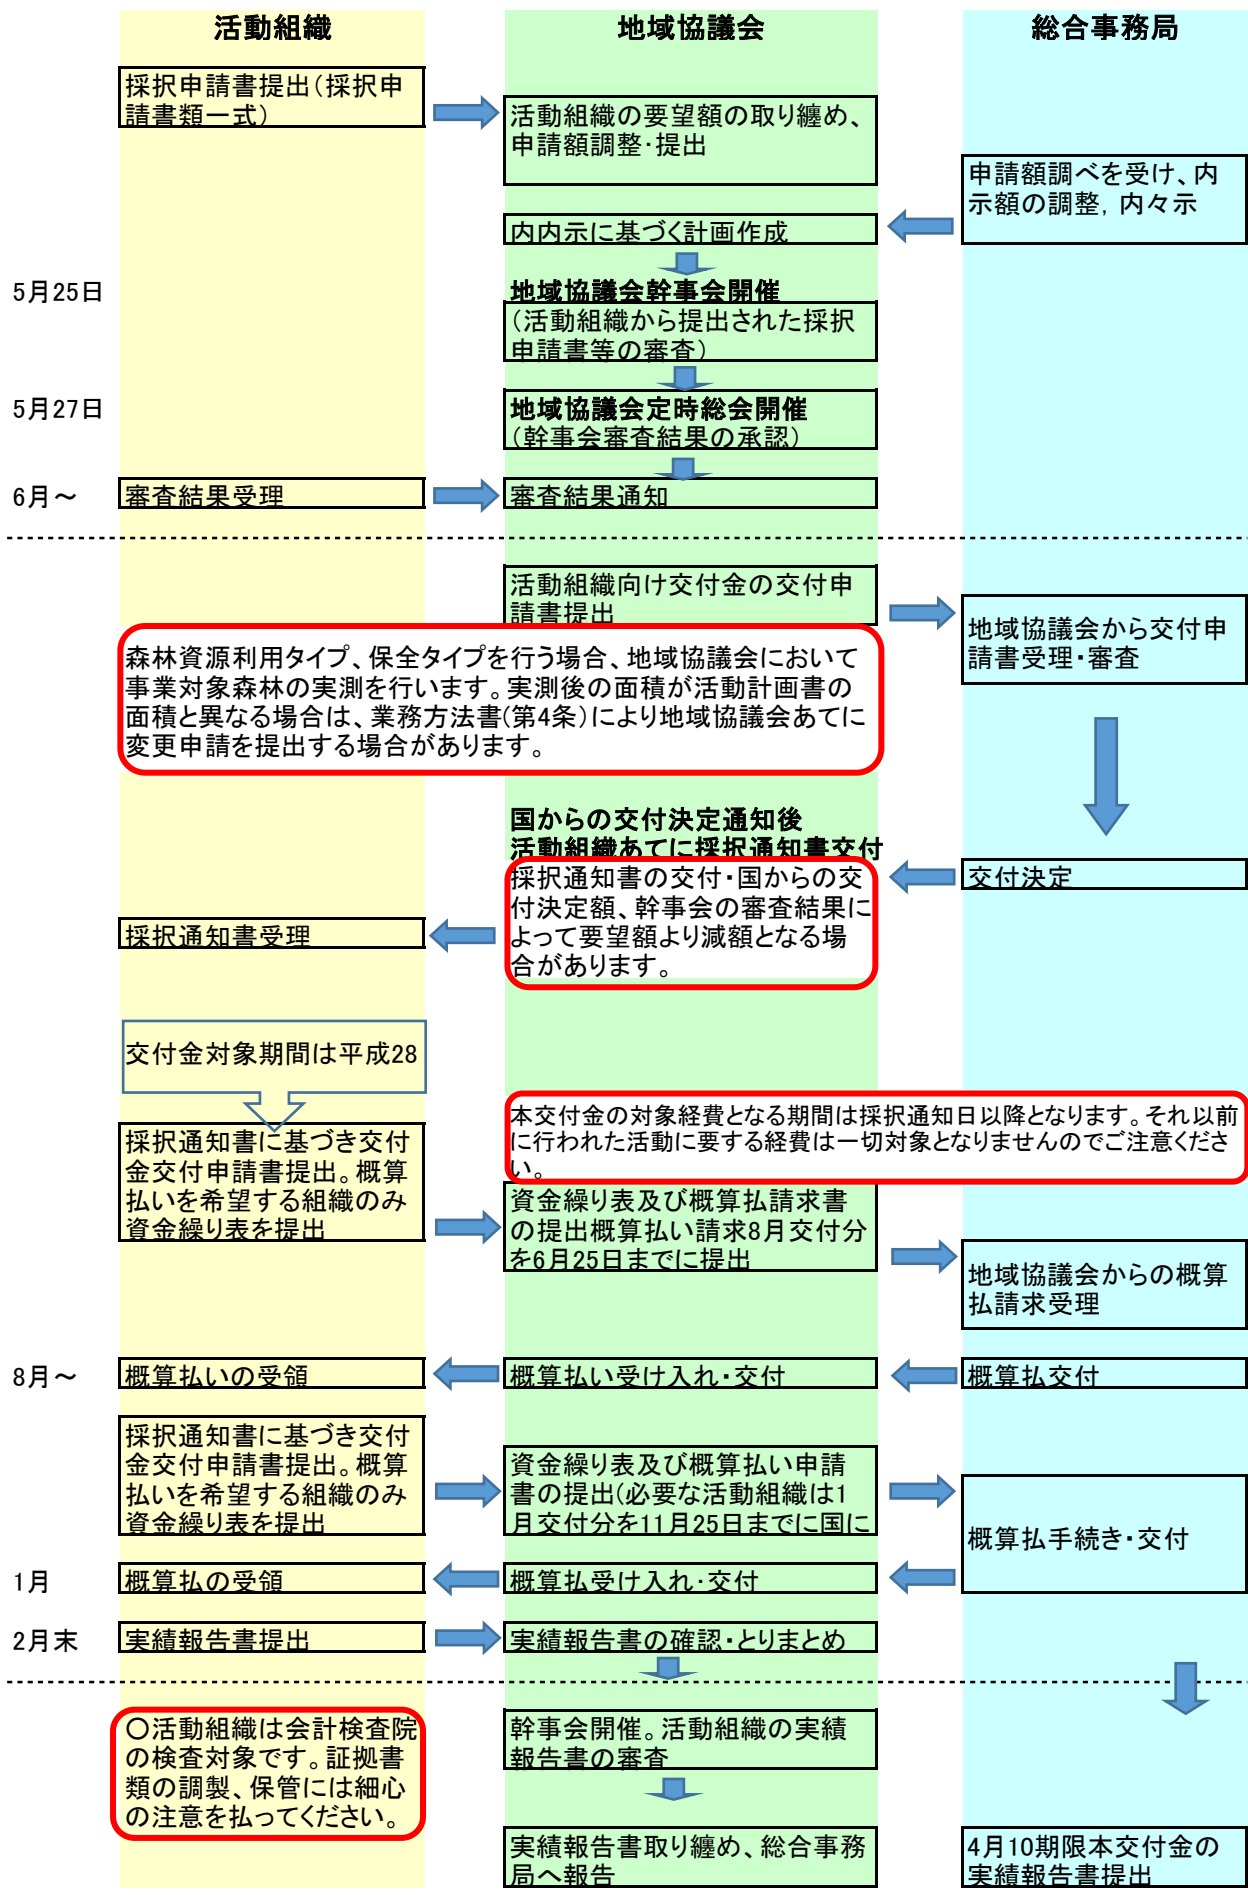 活動組織
地域協議会
総合事務局
採択申請書提出（採択申
請書類一式）
活動組織の要望額の取り纏め、
申請額調整・提出
申請額調べを受け、内
示額の調整，内々示
内内示に基づく計画作成
5月25日
地域協議会幹事会開催
（活動組織から提出された採択
申請書等の審査）
5月27日
地域協議会定時総会開催
（幹事会審査結果の承認）
6月～
審査結果受理
審査結果通知
活動組織向け交付金の交付申
請書提出
地域協議会から交付申
請書受理・審査
森林資源利用タイプ、保全タイプを行う場合、地域協議会において
事業対象森林の実測を行います。実測後の面積が活動計画書の
面積と異なる場合は、業務方法書(第4条）により地域協議会あてに
変更申請を提出する場合があります。
国からの交付決定通知後
活動組織あてに採択通知書交付
採択通知書の交付・国からの交
付決定額、幹事会の審査結果に
よって要望額より減額となる場
合があります。
交付決定
採択通知書受理
交付金対象期間は平成28
本交付金の対象経費となる期間は採択通知日以降となります。それ以前
に行われた活動に要する経費は一切対象となりませんのでご注意くださ
い。
採択通知書に基づき交付
金交付申請書提出。概算
払いを希望する組織のみ
資金繰り表を提出
資金繰り表及び概算払請求書
の提出概算払い請求8月交付分
を6月25日までに提出
地域協議会からの概算
払請求受理
8月～
概算払いの受領
概算払い受け入れ・交付
概算払交付
採択通知書に基づき交付
金交付申請書提出。概算
払いを希望する組織のみ
資金繰り表を提出
資金繰り表及び概算払い申請
書の提出(必要な活動組織は1
月交付分を11月25日までに国に
概算払手続き・交付
1月
概算払の受領
概算払受け入れ・交付
2月末
実績報告書提出
実績報告書の確認・とりまとめ
○活動組織は会計検査院
の検査対象です。証拠書
類の調製、保管には細心
の注意を払ってください。
幹事会開催。活動組織の実績
報告書の審査
実績報告書取り纏め、総合事務
局へ報告
4月10期限本交付金の
実績報告書提出